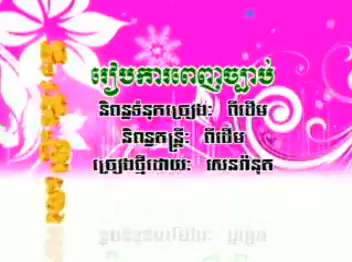 រៀបការពេញច្បាប់
និពន្ធទំនុកច្រៀងៈ ពីដើម
និពន្ធតន្ត្រីៈ ពីដើម
ច្រៀងថ្មីដោយៈ សេនរ៉ានុត